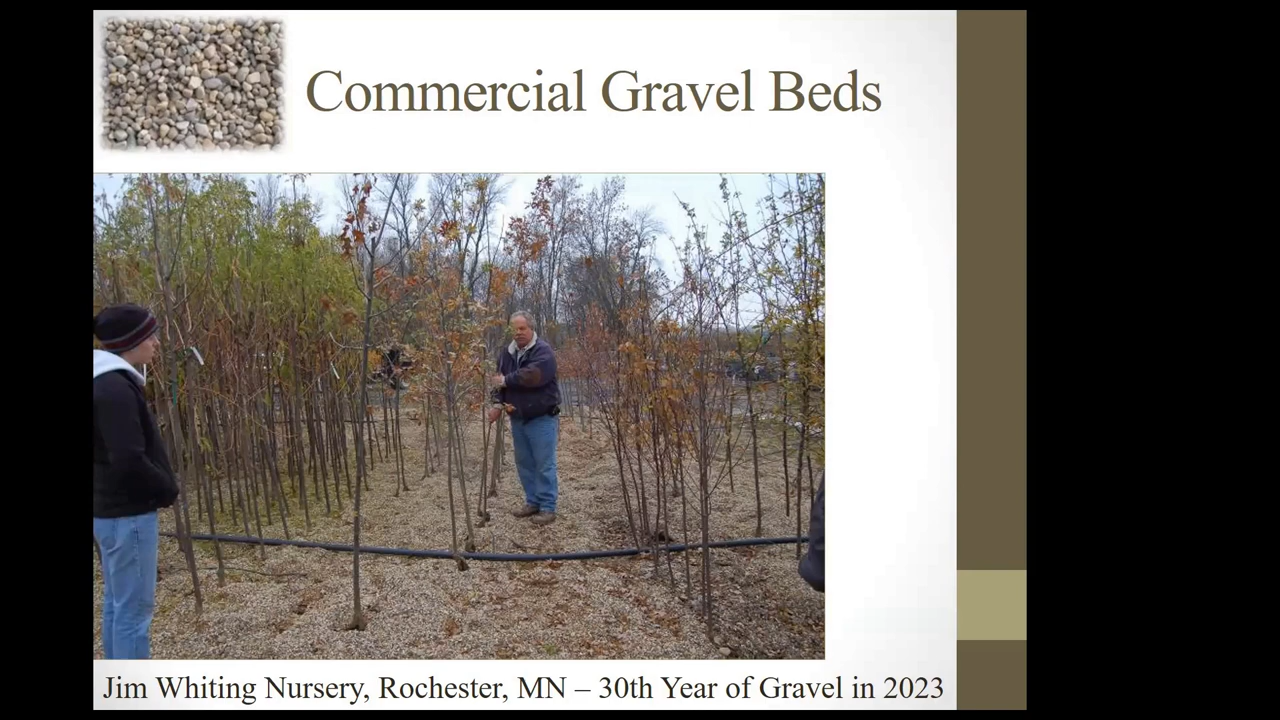 Commercial Gravel Beds
Jim Whiting Nursery, Rochester, MN – 30th Year of Gravel in 2023